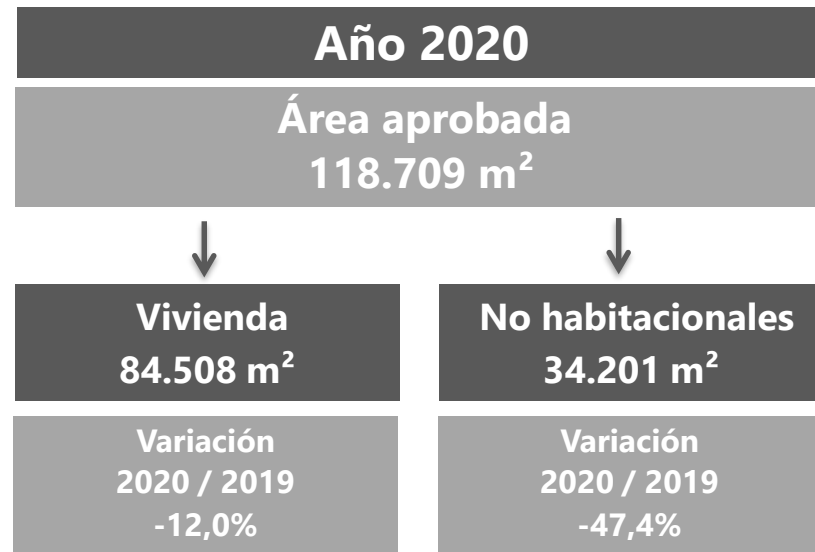 Año 2020
Área aprobada
118.709 m²
Vivienda
84.508 m²
No habitacionales
34.201 m²
Variación
2020 / 2019
-12,0%
Variación
2020 / 2019
-47,4%